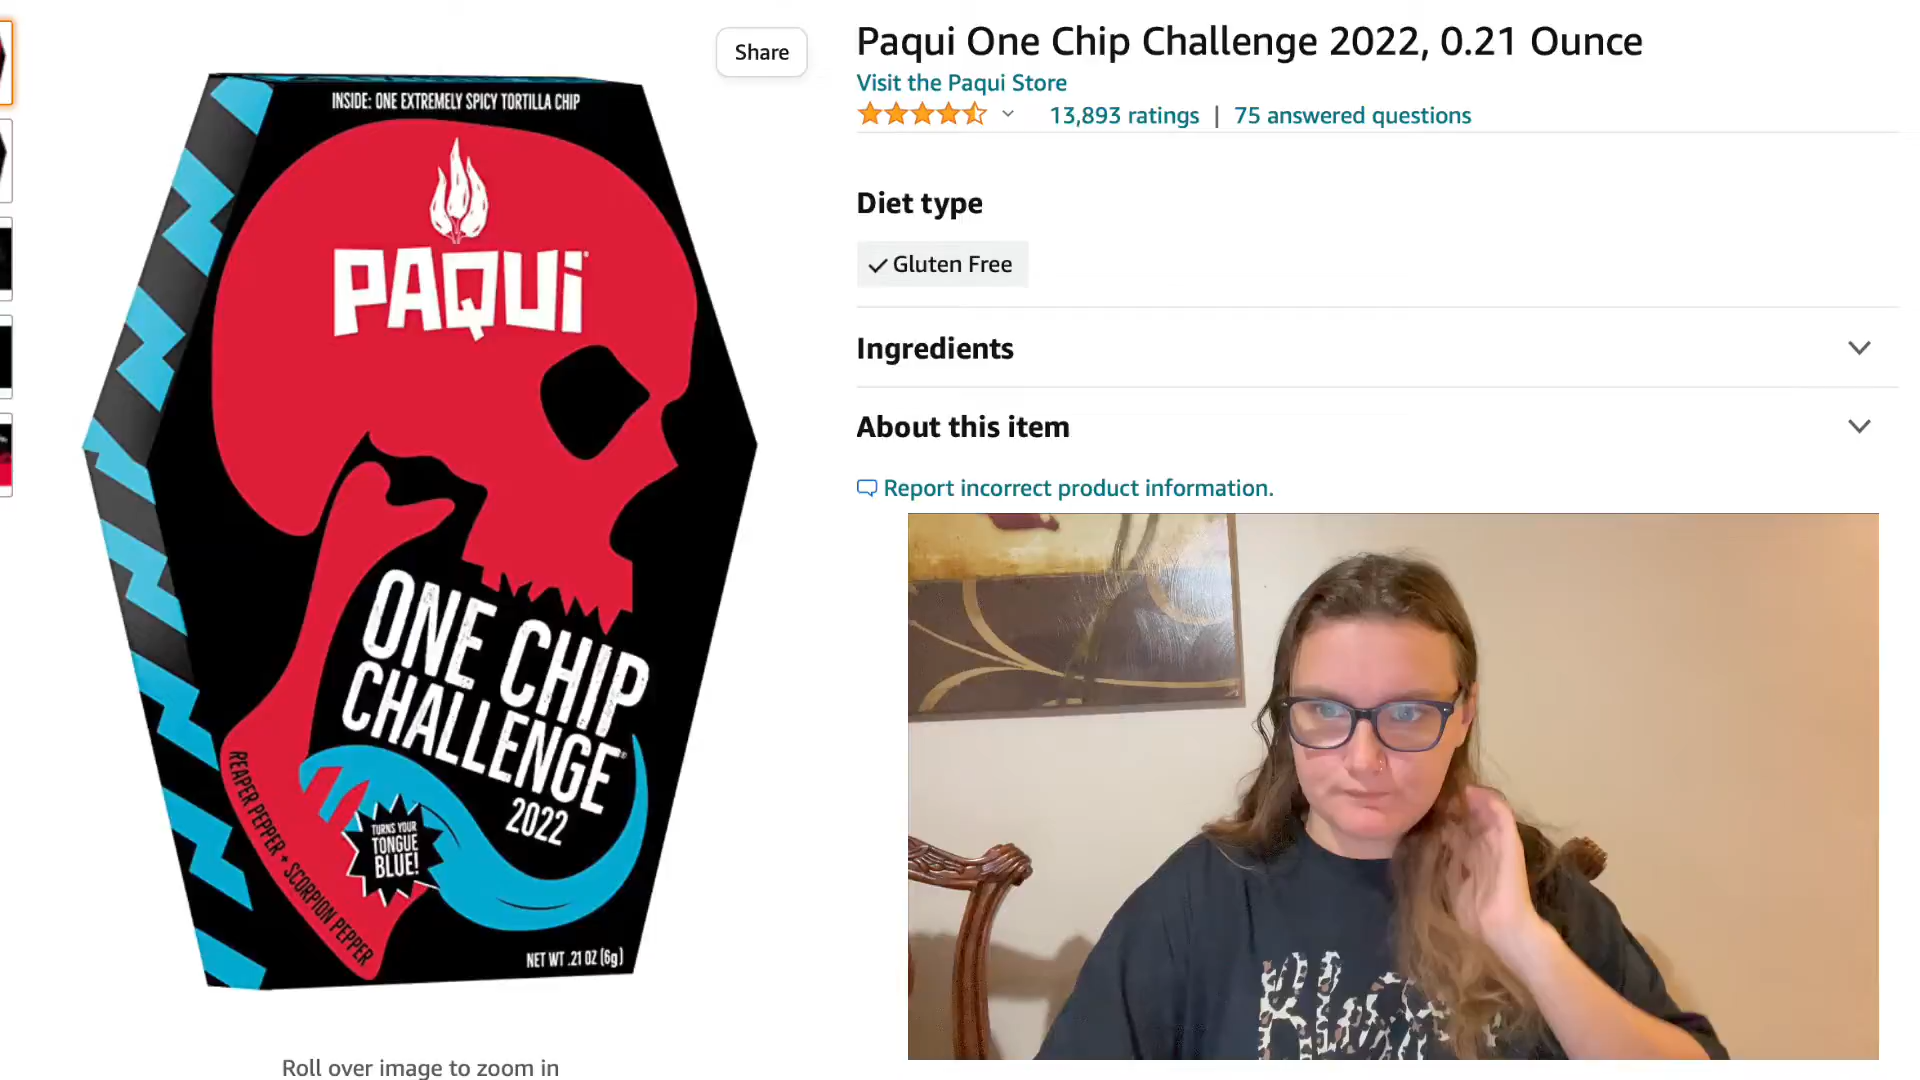 Share
INSIDE: ONE EXTREMELY SPICY TORTILLA CHIP
PAQUI
ONE CHIP
CHALLENGE®
2022
TURNS YOUR
TONGUE
BLUE!
REAPER PEPPER + SCORPION PEPPER
NET WT .21 OZ (6g)
Roll over image to zoom in
Paqui One Chip Challenge 2022, 0.21 Ounce
Visit the Paqui Store
13,893 ratings | 75 answered questions
Diet type
Gluten Free
Ingredients
About this item
Report incorrect product information.